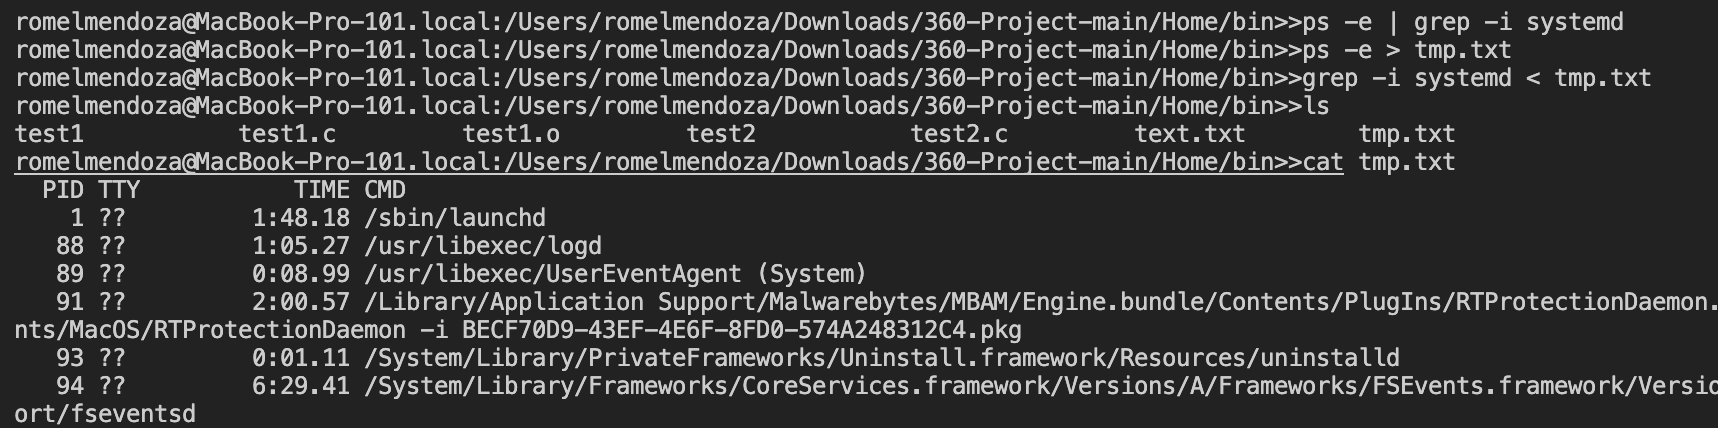 romelmendoza@MacBook-Pro-101.local:/Users/romelmendoza/Downloads/360-Project-main/Home/bin>>ps -e | grep -i systemd
romelmendoza@MacBook-Pro-101.local:/Users/romelmendoza/Downloads/360-Project-main/Home/bin>>ps -e > tmp.txt
romelmendoza@MacBook-Pro-101.local:/Users/romelmendoza/Downloads/360-Project-main/Home/bin>>grep -i systemd < tmp.txt
romelmendoza@MacBook-Pro-101.local:/Users/romelmendoza/Downloads/360-Project-main/Home/bin>>ls
test1           test1.c         test1.o         test2           test2.c         text.txt        tmp.txt
romelmendoza@MacBook-Pro-101.local:/Users/romelmendoza/Downloads/360-Project-main/Home/bin>>cat tmp.txt
  PID TTY           TIME CMD
    1 ??         1:48.18 /sbin/launchd
   88 ??         1:05.27 /usr/libexec/logd
   89 ??         0:08.99 /usr/libexec/UserEventAgent (System)
   91 ??         2:00.57 /Library/Application Support/Malwarebytes/MBAM/Engine.bundle/Contents/PlugIns/RTProtectionDaemon.
nts/MacOS/RTProtectionDaemon -i BECF70D9-43EF-4E6F-8FD0-574A248312C4.pkg
   93 ??         0:01.11 /System/Library/PrivateFrameworks/Uninstall.framework/Resources/uninstalld
   94 ??         6:29.41 /System/Library/Frameworks/CoreServices.framework/Versions/A/Frameworks/FSEvents.framework/Versio
ort/fseventsd